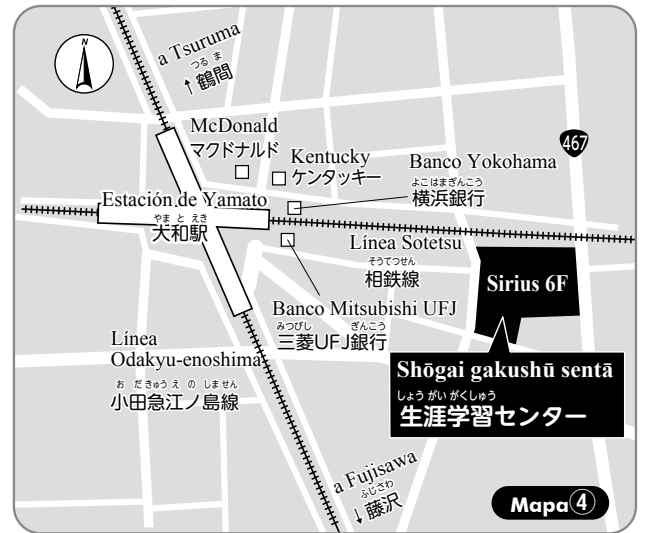 N
a Tsuruma
つる ま
↑鶴間
467
McDonald
マクドナルド
Kentucky
ケンタッキー
Banco Yokohama
よこはまぎんこう
横浜銀行
Estación de Yamato
やま と えき
大和駅
Línea Sotetsu
そうてつせん
相鉄線
Sirius 6F
Banco Mitsubishi UFJ
みつびし ぎんこう
三菱UFJ銀行
Línea
Odakyu-enoshima
お だきゅう え の しません
小田急江ノ島線
Shōgai gakushū sentā
しょうがいがくしゅう
生涯学習センター
a Fujisawa
ふじさわ
↓藤沢
Mapa④